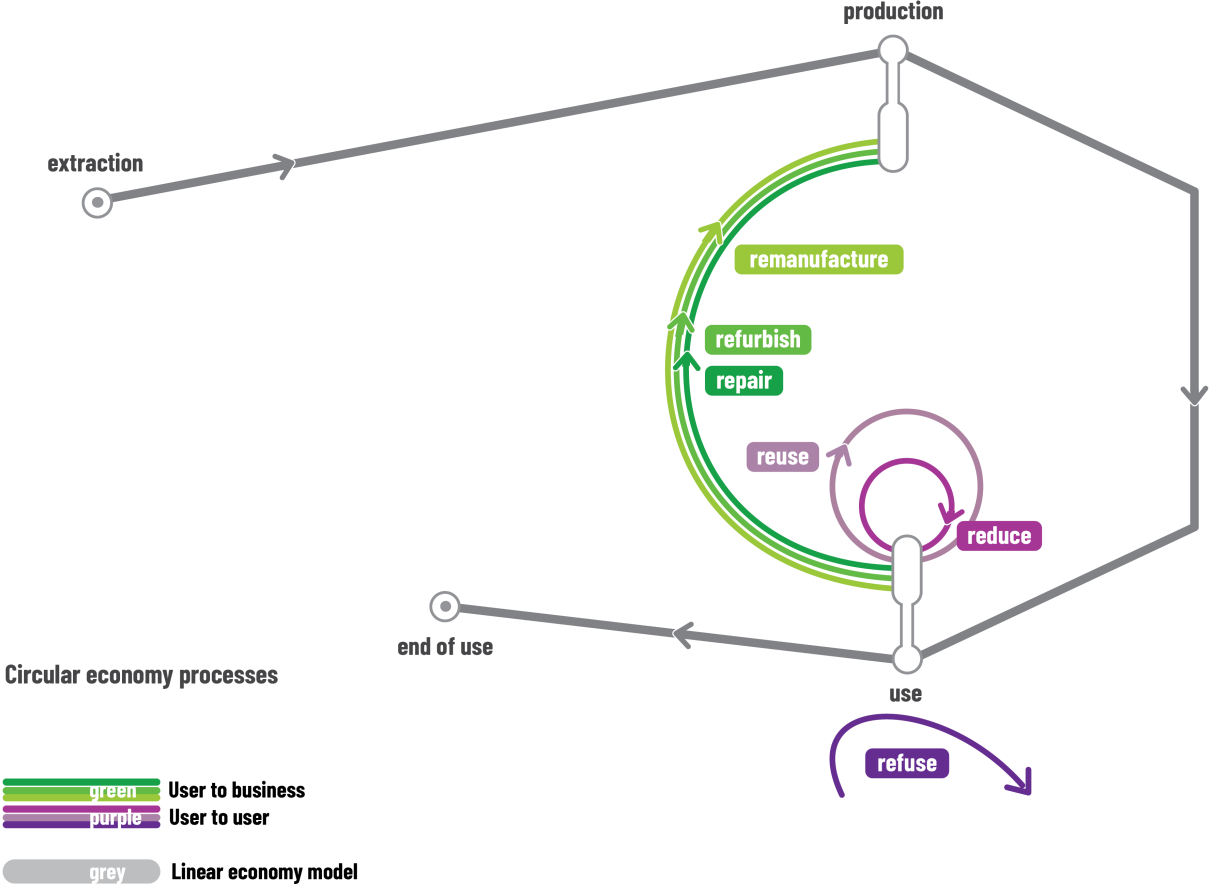 production
extraction
remanufacture
refurbish
repair
reuse
reduce
end of use
Circular economy processes
use
refuse
green User to business
purple User to user
grey Linear economy model